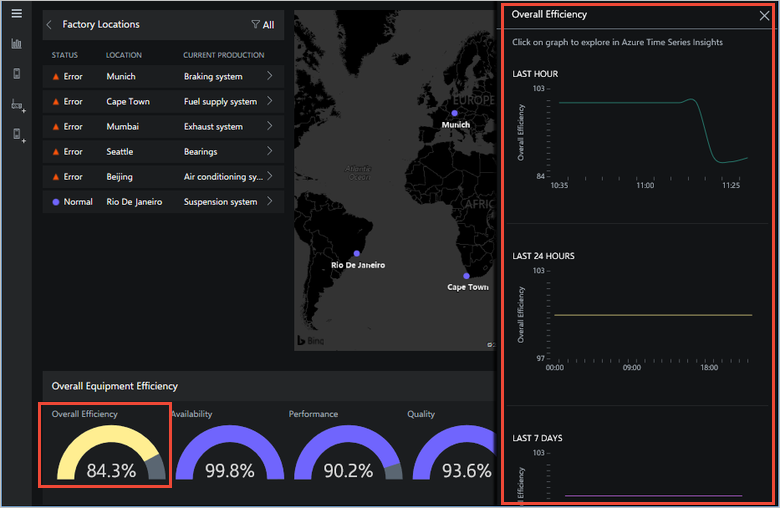 Factory Locations
All
STATUS LOCATION CURRENT PRODUCTION
Error Munich Braking system
Error Cape Town Fuel supply system
Error Mumbai Exhaust system
Error Seattle Bearings
Error Beijing Air conditioning sy...
Normal Rio De Janeiro Suspension system
EUROPE
Munich
Atlantic
Ocean
AFRIC
Rio De Janeiro
Cape Town
Bing
Overall Equipment Efficiency
Overall Efficiency Availability Performance Quality
84.3% 99.8% 90.2% 93.6%
Overall Efficiency
Click on graph to explore in Azure Time Series Insights
LAST HOUR
103
Overall Efficiency
84
10:35 11:00 11:25
LAST 24 HOURS
103
Overall Efficiency
97
00:00 09:00 18:00
LAST 7 DAYS
103
Efficiency